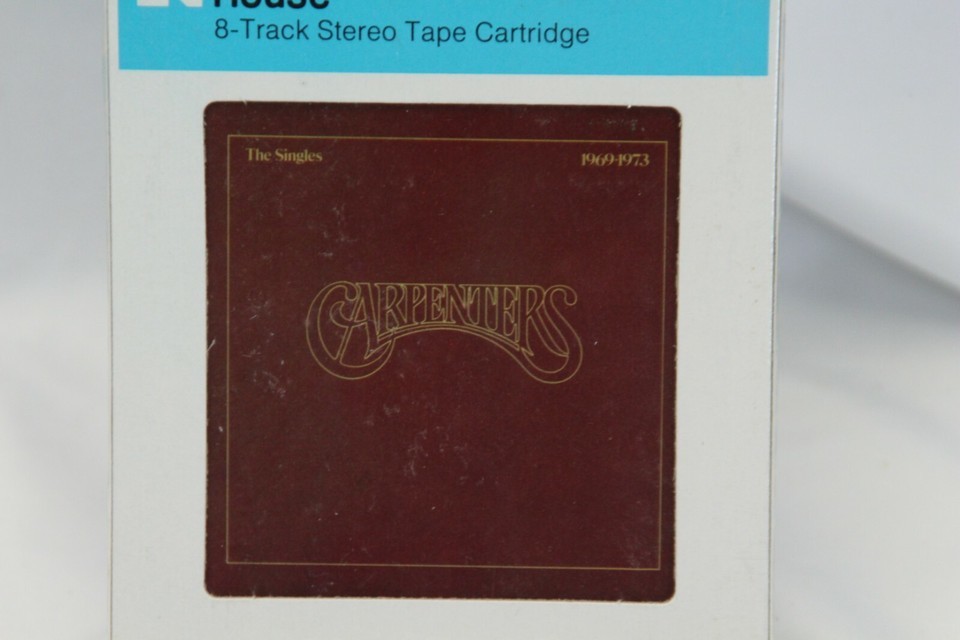 House
8-Track Stereo Tape Cartridge
The Singles
1969-1973
CARPENTERS